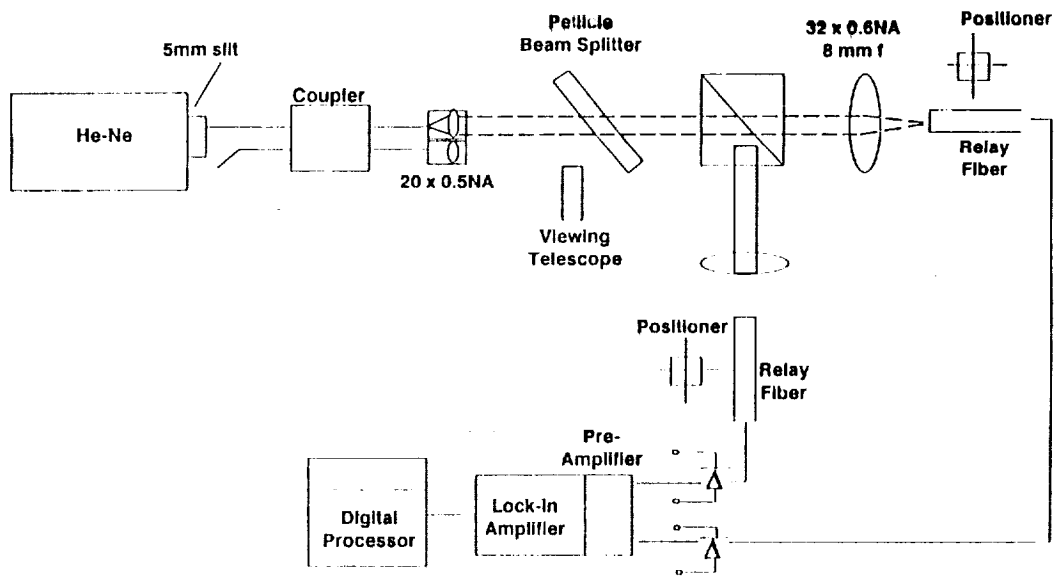 Pellicle
Beam Splitter
32 x 0.6NA
8 mm f
Positioner
5mm slit
Coupler
He-Ne
20 x 0.5NA
Relay
Fiber
Viewing
Telescope
Positioner
Relay
Fiber
Pre-
Amplifier
Lock-in
Amplifier
Digital
Processor